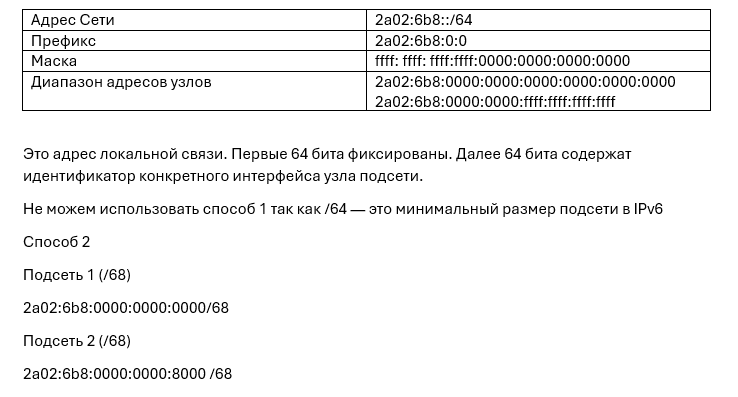 Адрес Сети 2a02:6b8::/64
Префикс 2a02:6b8:0:0
Маска ffff: ffff: ffff:ffff:0000:0000:0000:0000
Диапазон адресов узлов 2a02:6b8:0000:0000:0000:0000:0000:0000
2a02:6b8:0000:0000:ffff:ffff:ffff:ffff
Это адрес локальной связи. Первые 64 бита фиксированы. Далее 64 бита содержат
идентификатор конкретного интерфейса узла подсети.
Не можем использовать способ 1 так как /64 — это минимальный размер подсети в IPv6
Способ 2
Подсеть 1 (/68)
2a02:6b8:0000:0000:0000/68
Подсеть 2 (/68)
2a02:6b8:0000:0000:8000 /68